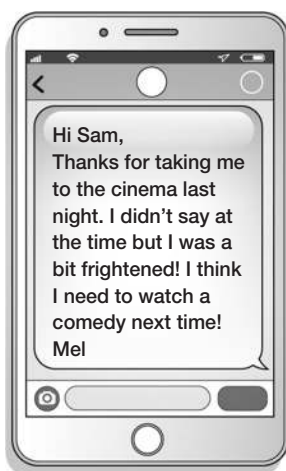 Hi Sam,
Thanks for taking me
to the cinema last
night. I didn’t say at
the time but I was a
bit frightened! I think
I need to watch a
comedy next time!
Mel